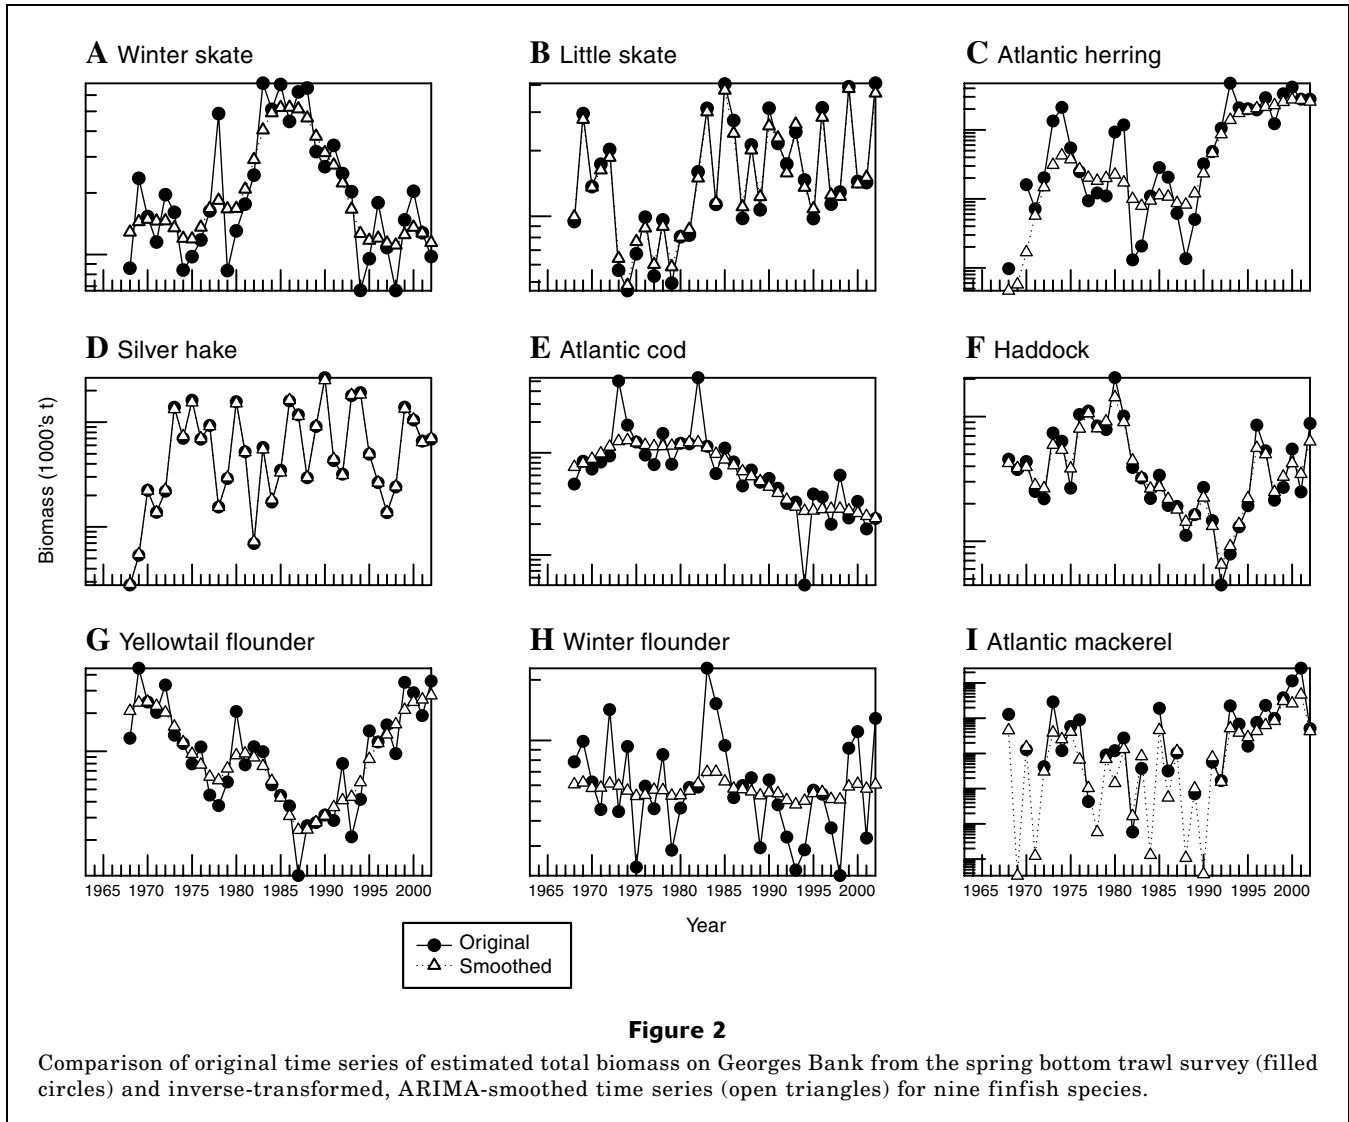 A Winter skate
B Little skate
C Atlantic herring
D Silver hake
E Atlantic cod
F Haddock
Biomass (1000's t)
G Yellowtail flounder
H Winter flounder
I Atlantic mackerel
1965 1970 1975 1980 1985 1990 1995 2000
1965 1970 1975 1980 1985 1990 1995 2000
1965 1970 1975 1980 1985 1990 1995 2000
Year
Original
Smoothed
Figure 2
Comparison of original time series of estimated total biomass on Georges Bank from the spring bottom trawl survey (filled
circles) and inverse-transformed, ARIMA-smoothed time series (open triangles) for nine finfish species.